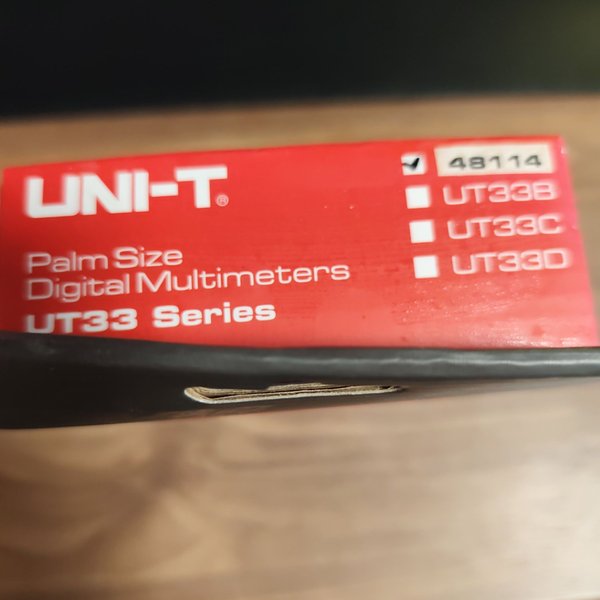 UNI-T®
Palm Size
Digital Multimeters
UT33 Series
48114
UT33B
UT33C
UT33D